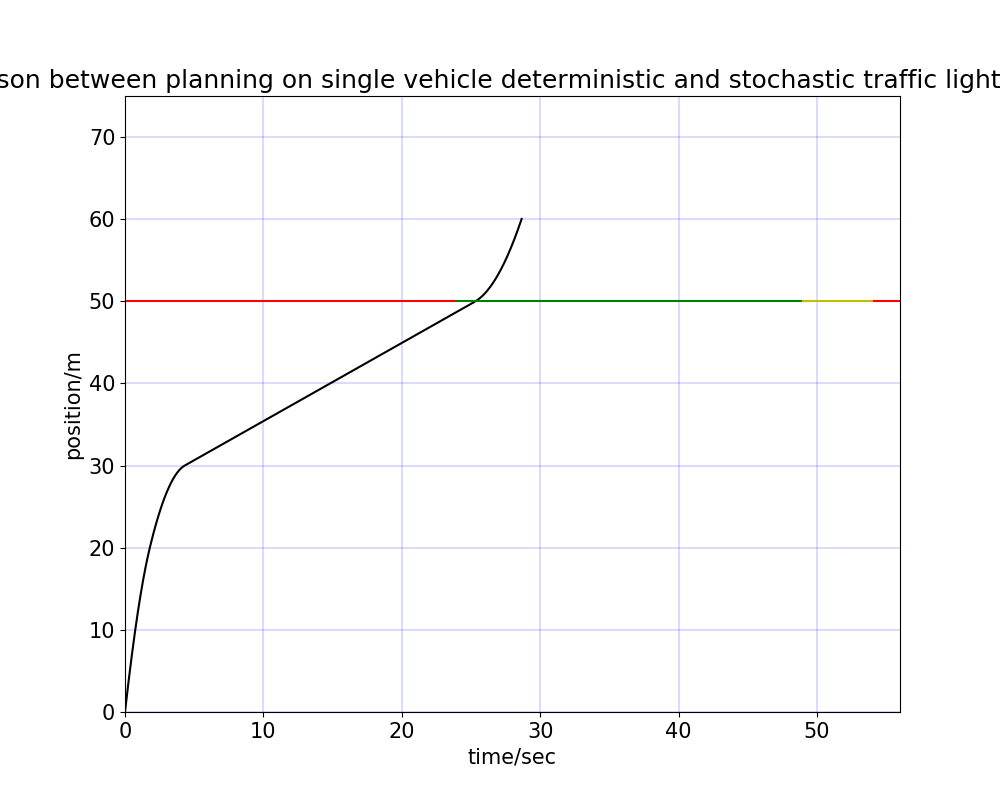 son between planning on single vehicle deterministic and stochastic traffic light
70
60
50
40
30
20
10
0
position/m
0 10 20 30 40 50
time/sec